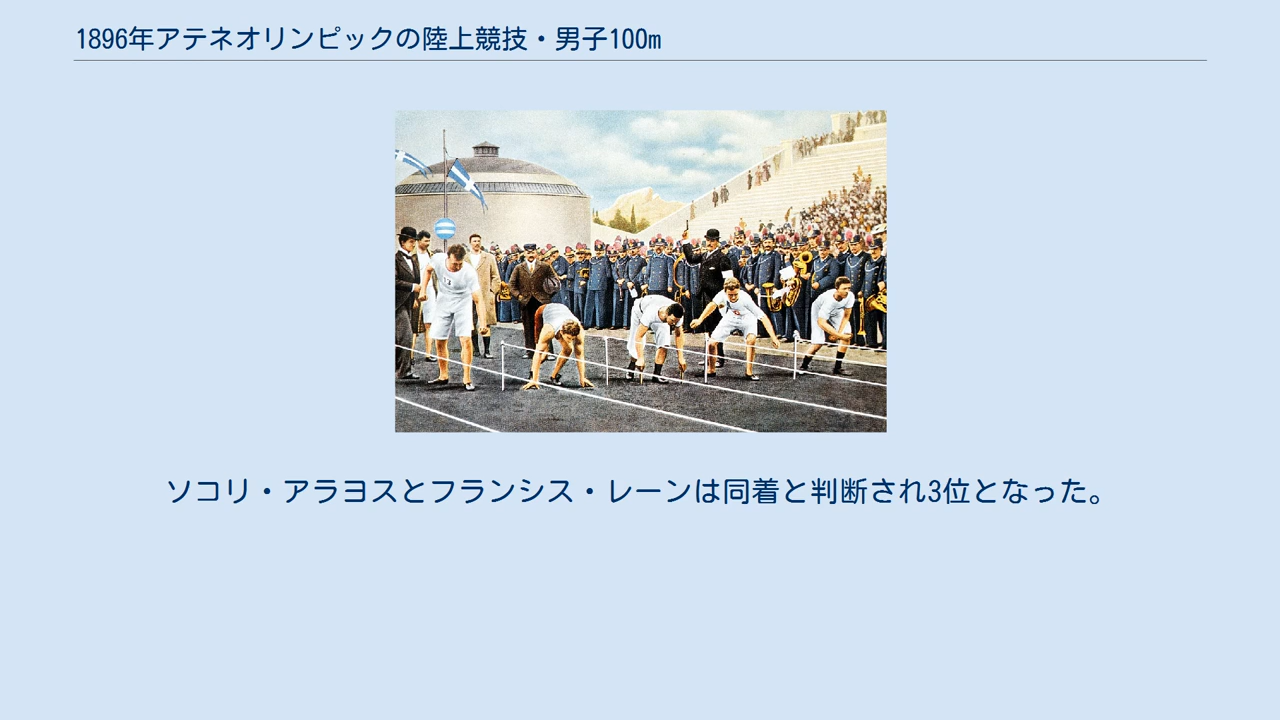 1896年アテネオリンピックの陸上競技・男子100m
ソコリ・アラヨスとフランシス・レーンは同着と判断され3位となった。